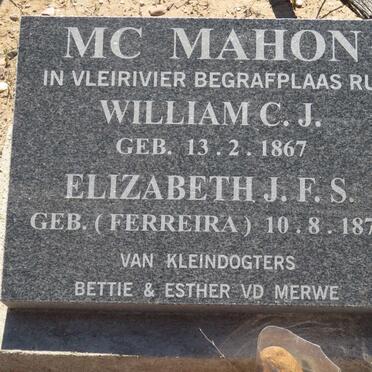 MC MAHON
IN VLEIRIVIER BEGRAFPLAAS RU
WILLIAM C. J.
GEB. 13.2.1867
ELIZABETH J. F. S.
GEB. (FERREIRA) 10.8.187
VAN KLEINDOGTERS
BETTIE & ESTHER VD MERWE